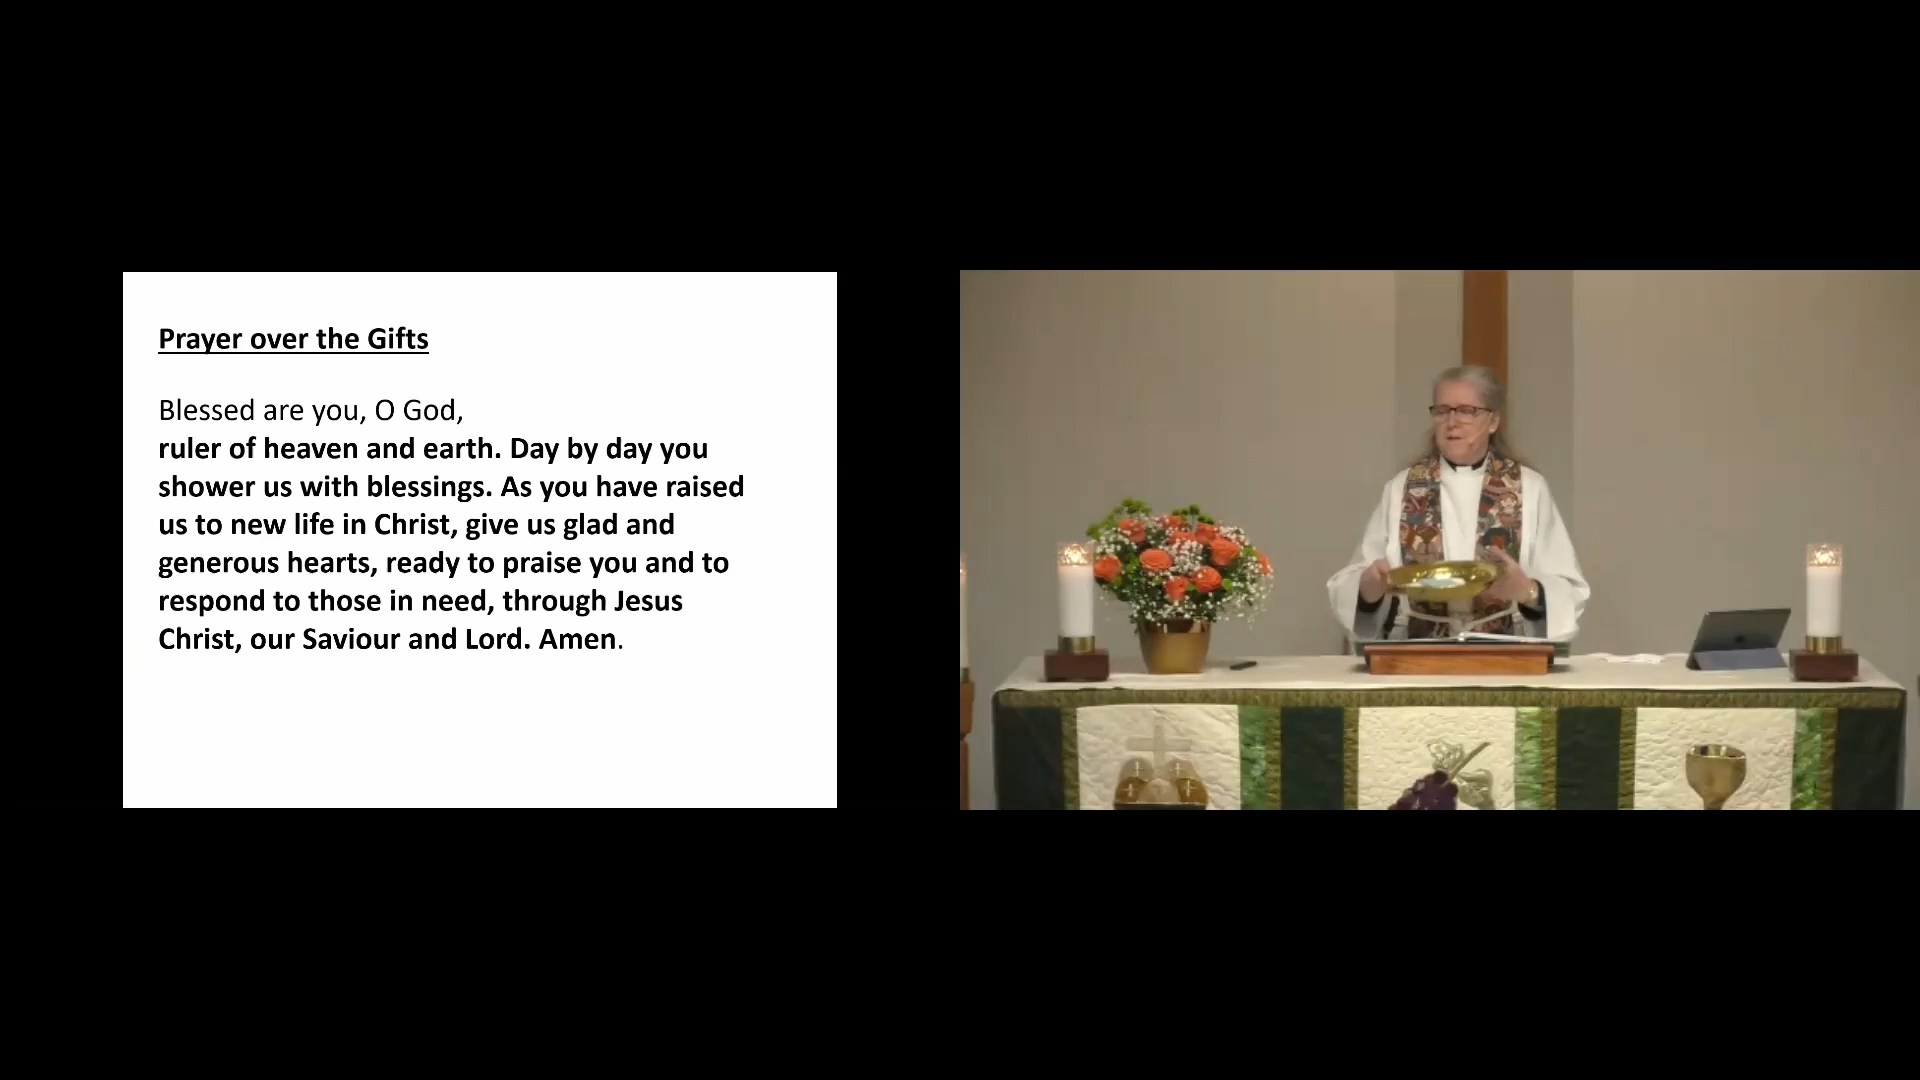 Prayer over the Gifts
Blessed are you, O God,
ruler of heaven and earth. Day by day you
shower us with blessings. As you have raised
us to new life in Christ, give us glad and
generous hearts, ready to praise you and to
respond to those in need, through Jesus
Christ, our Saviour and Lord. Amen.